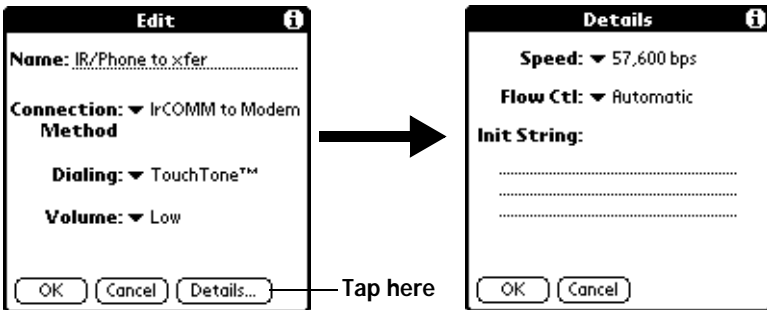 Edit
Name: IR/Phone to xfer
Connection: IrCOMM to Modem
Method
Dialing: TouchTone™
Volume: Low
OK Cancel Details...
Tap here
Details
Speed: 57,600 bps
Flow Ctl: Automatic
Init String:
OK Cancel